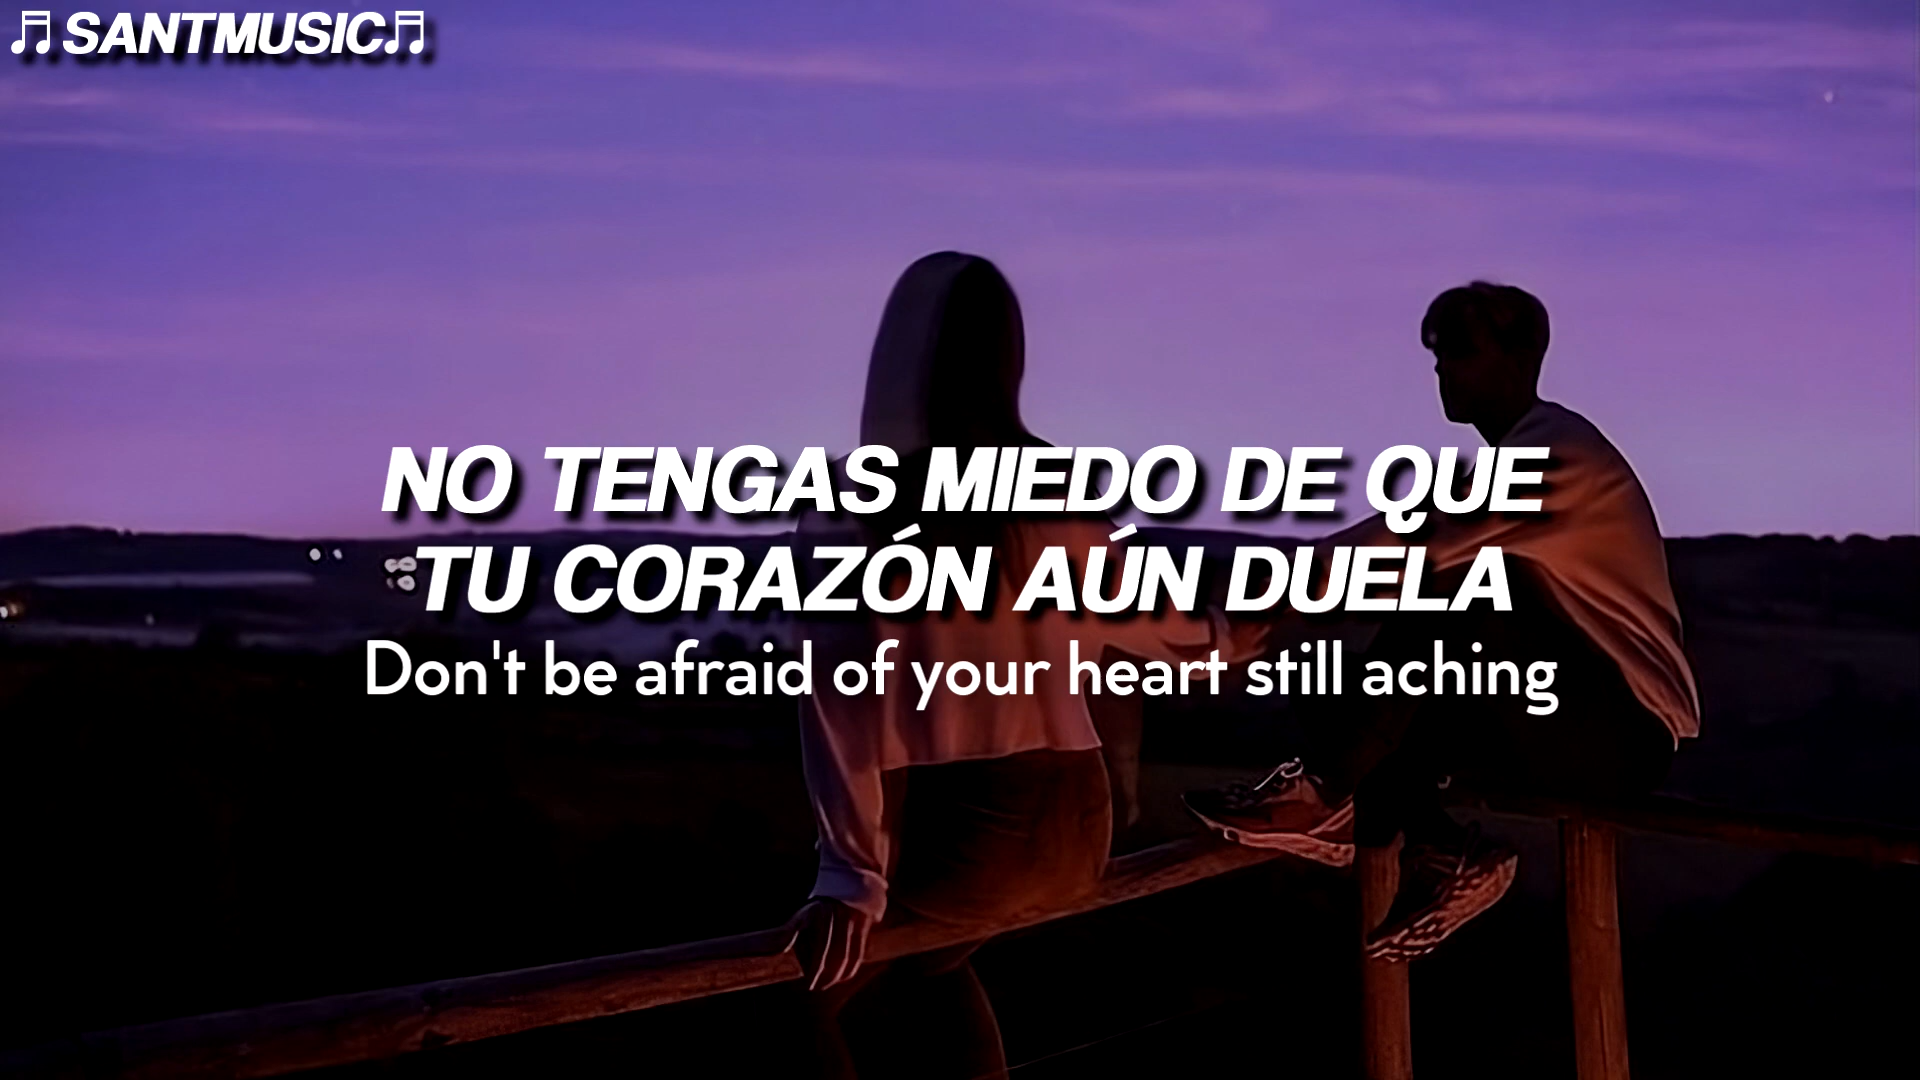 ♫SANTMUSIC♫
NO TENGAS MIEDO DE QUE
TU CORAZÓN AÚN DUELA
Don't be afraid of your heart still aching